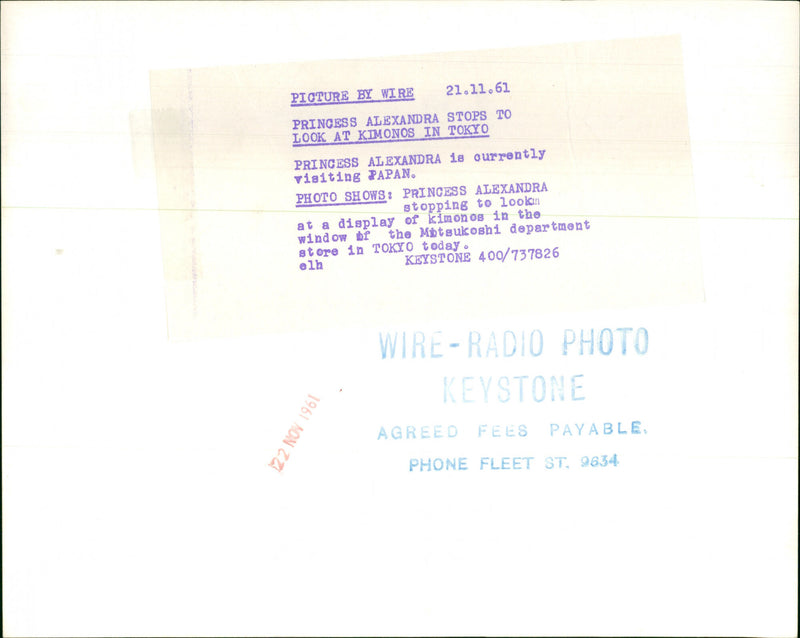 PICTURE BY WIRE 21.11.61
PRINCESS ALEXANDRA STOPS TO
LOOK AT KIMONOS IN TOKYO
PRINCESS ALEXANDRA is currently
visiting JAPAN.
PHOTO SHOWS: PRINCESS ALEXANDRA
stopping to look
at a display of kimonos in the
window of the Mitsukoshi department
store in TOKYO today.
elh KEYSTONE 400/737826
WIRE-RADIO PHOTO
KEYSTONE
AGREED FEES PAYABLE.
PHONE FLEET ST. 9634
22 NOV 1961